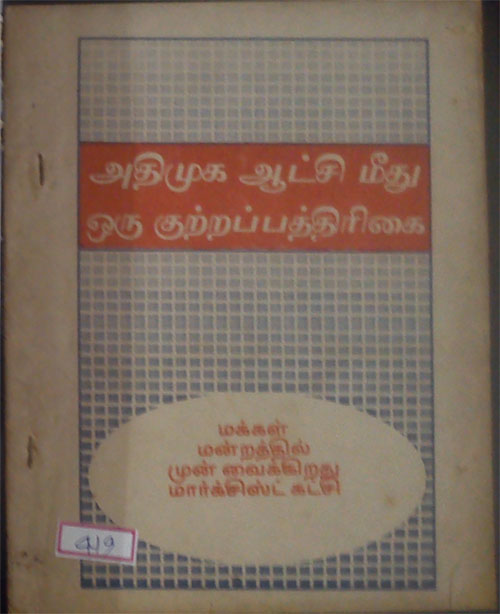 அதிமுக ஆட்சி மீது
ஒரு குற்றப்பத்திரிகை
மக்கள்
மன்றத்தில்
முன் வைக்கிறது
மார்க்சிஸ்ட் கட்சி